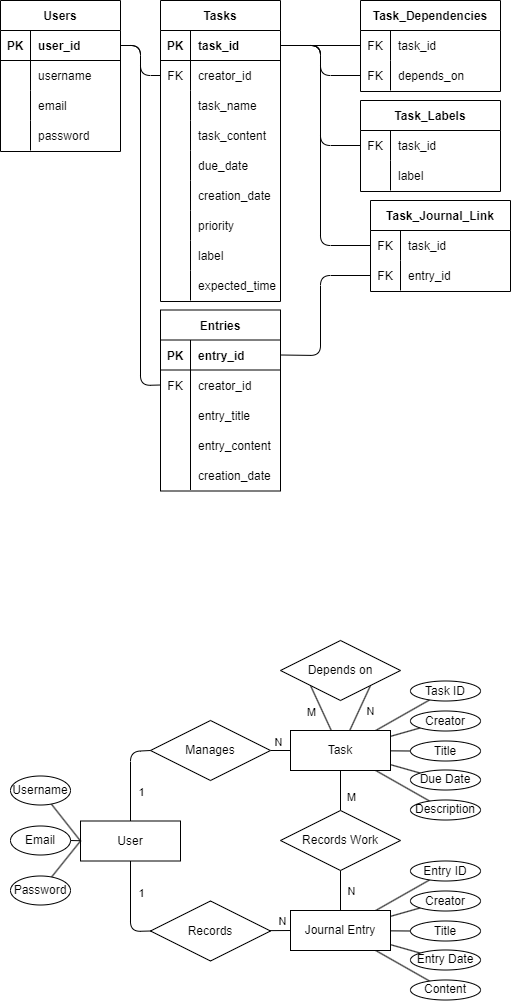 Users
PK user_id
username
email
password
Tasks
PK task_id
FK creator_id
task_name
task_content
due_date
creation_date
priority
label
expected_time
Task_Dependencies
FK task_id
FK depends_on
Task_Labels
FK task_id
label
Task_Journal_Link
FK task_id
FK entry_id
Entries
PK entry_id
FK creator_id
entry_title
entry_content
creation_date
Depends on
M N
Task ID
Creator
Title
Due Date
Description
Manages
N
Task
1
M
Username
Email
Password
User
Records Work
1
N
Records
N
Journal Entry
Entry ID
Creator
Title
Entry Date
Content